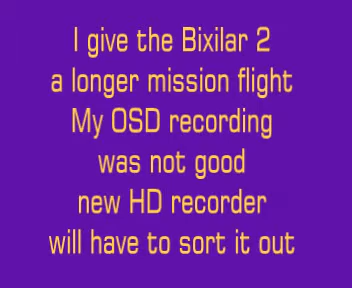 I give the Bixilar 2
a longer mission flight
My OSD recording
was not good
new HD recorder
will have to sort it out